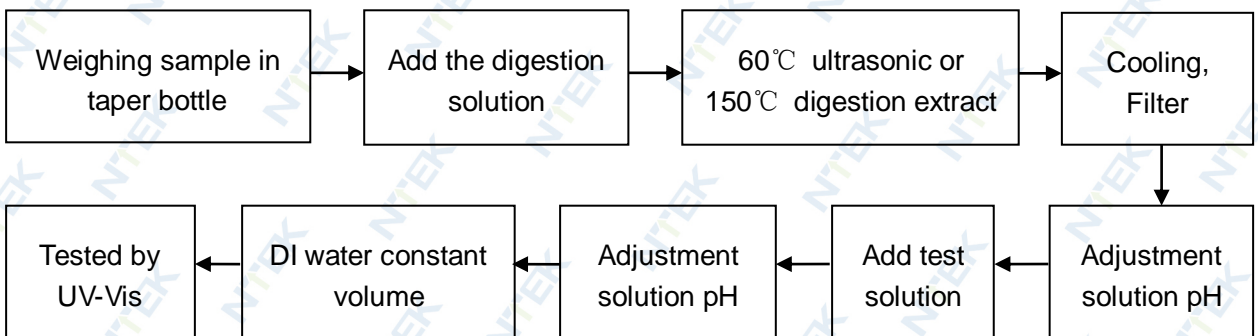 Weighing sample in
taper bottle
Add the digestion
solution
60℃ ultrasonic or
150℃ digestion extract
Cooling,
Filter
Adjustment
solution pH
Add test
solution
Adjustment
solution pH
DI water constant
volume
Tested by
UV-Vis